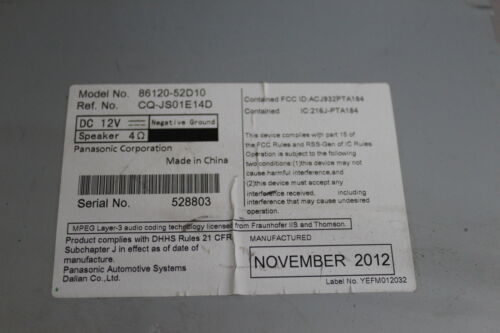 Model No. 86120-52D10
Ref. No. CQ-JS01E14D
DC 12V Negative Ground
Speaker 4Ω
Panasonic Corporation
Made in China
Serial No. 528803
Contained FCC ID:ACJ932PTA184
Contained IC:216J-PTA184
This device complies with part 15 of
the FCC Rules and RSS-Gen of IC Rules.
Operation is subject to the following
two conditions:(1)this device may not
cause harmful interference,and
(2)this device must accept any
interference received, including
interference that may cause undesired
operation.
MPEG Layer-3 audio coding technology licensed from Fraunhofer IIS and Thomson.
Product complies with DHHS Rules 21 CFR
Subchapter J in effect as of date of
manufacture.
Panasonic Automotive Systems
Dalian Co.,Ltd.
MANUFACTURED
NOVEMBER 2012
Label No. YEFM012032